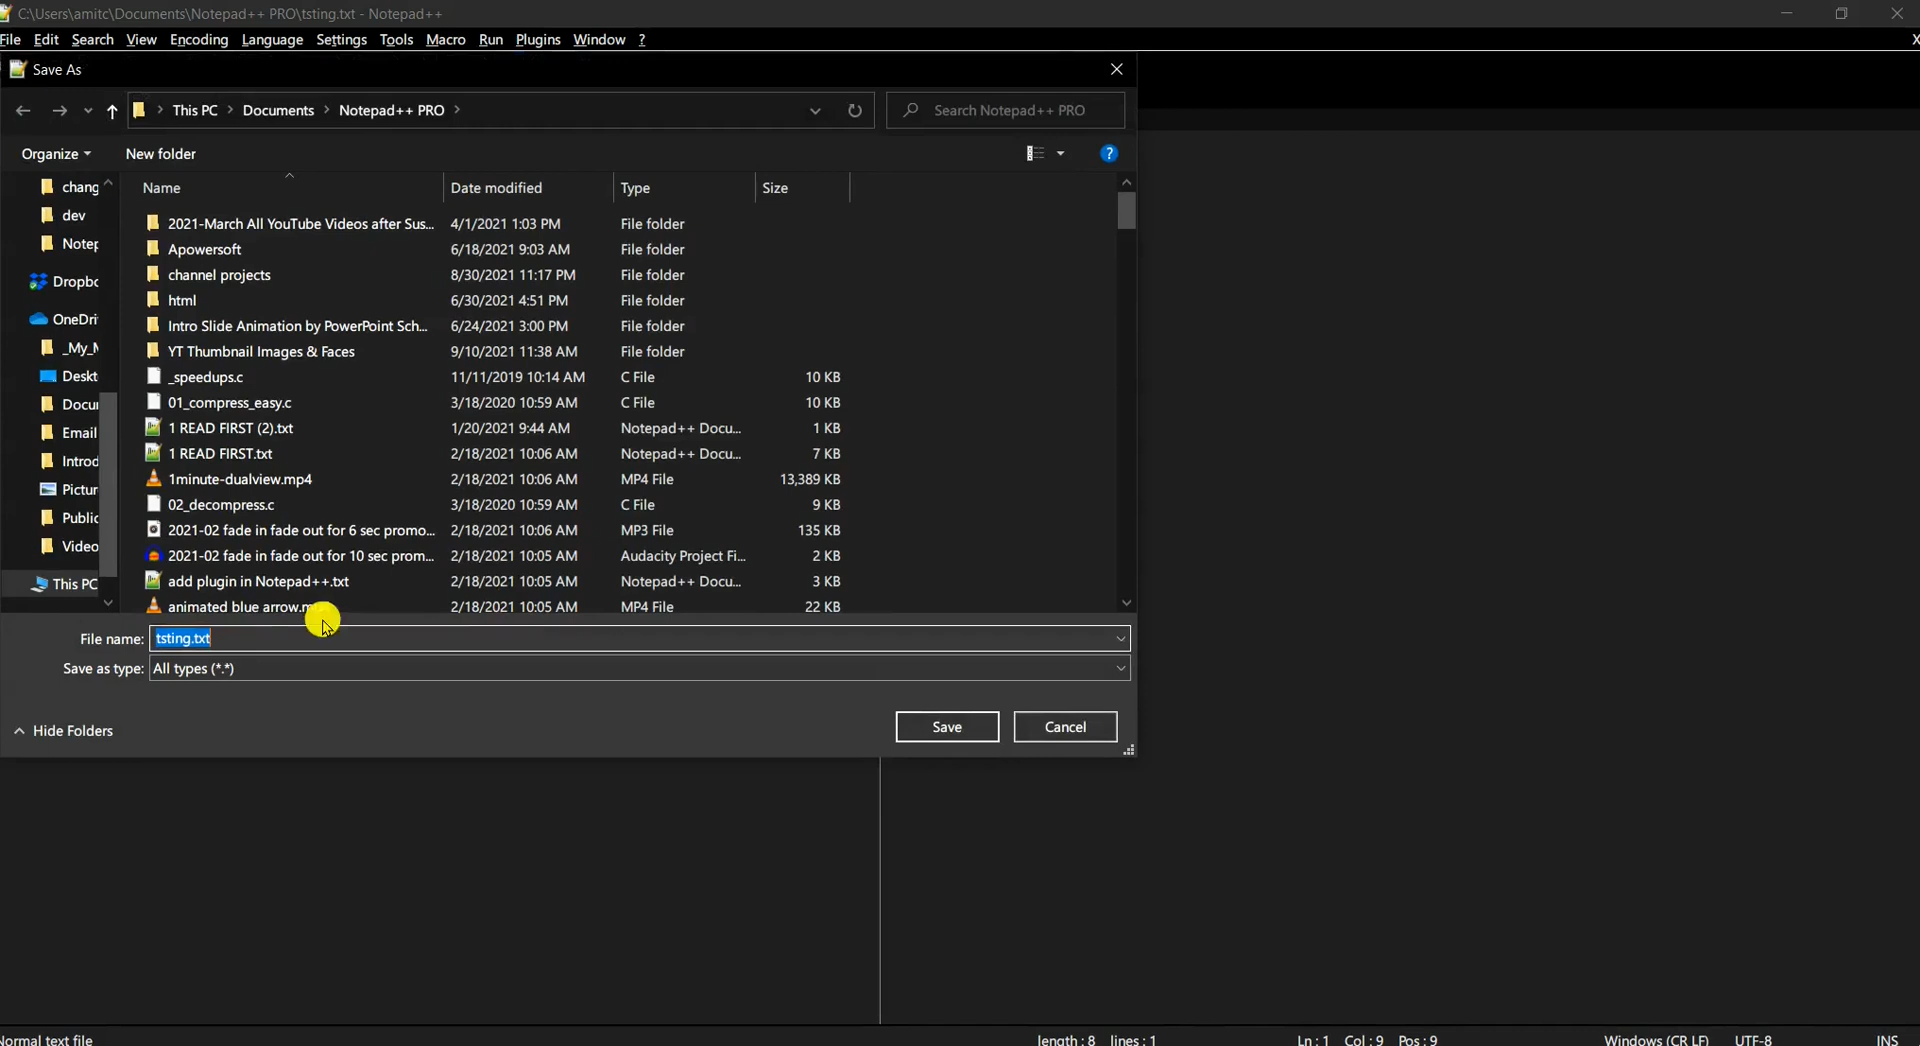 C:\Users\amitc\Documents\Notepad++ PRO\tsting.txt - Notepad++
File Edit Search View Encoding Language Settings Tools Macro Run Plugins Window ? X
Save As
This PC > Documents > Notepad++ PRO >
Search Notepad++ PRO
Organize New folder ?
Name Date modified Type Size
chang
dev
Notep
Dropbo
OneDri
_My_
Deskt
Docu
Email
Introd
Pictur
Public
Video
This PC
2021-March All YouTube Videos after Sus... 4/1/2021 1:03 PM File folder
Apowersoft 6/18/2021 9:03 AM File folder
channel projects 8/30/2021 11:17 PM File folder
html 6/30/2021 4:51 PM File folder
Intro Slide Animation by PowerPoint Sch... 6/24/2021 3:00 PM File folder
YT Thumbnail Images & Faces 9/10/2021 11:38 AM File folder
_speedups.c 11/11/2019 10:14 AM C File 10 KB
01_compress_easy.c 3/18/2020 10:59 AM C File 10 KB
1 READ FIRST (2).txt 1/20/2021 9:44 AM Notepad++ Docu... 1 KB
1 READ FIRST.txt 2/18/2021 10:06 AM Notepad++ Docu... 7 KB
1minute-dualview.mp4 2/18/2021 10:06 AM MP4 File 13,389 KB
02_decompress.c 3/18/2020 10:59 AM C File 9 KB
2021-02 fade in fade out for 6 sec promo... 2/18/2021 10:06 AM MP3 File 135 KB
2021-02 fade in fade out for 10 sec prom... 2/18/2021 10:05 AM Audacity Project Fi... 2 KB
add plugin in Notepad++.txt 2/18/2021 10:05 AM Notepad++ Docu... 3 KB
animated blue arrow.m 2/18/2021 10:05 AM MP4 File 22 KB
File name: tsting.txt
Save as type: All types (*.*)
Hide Folders
Save Cancel
Normal text file length : 8 lines : 1 Ln : 1 Col : 9 Pos : 9 Windows (CR LF) UTF-8 INS